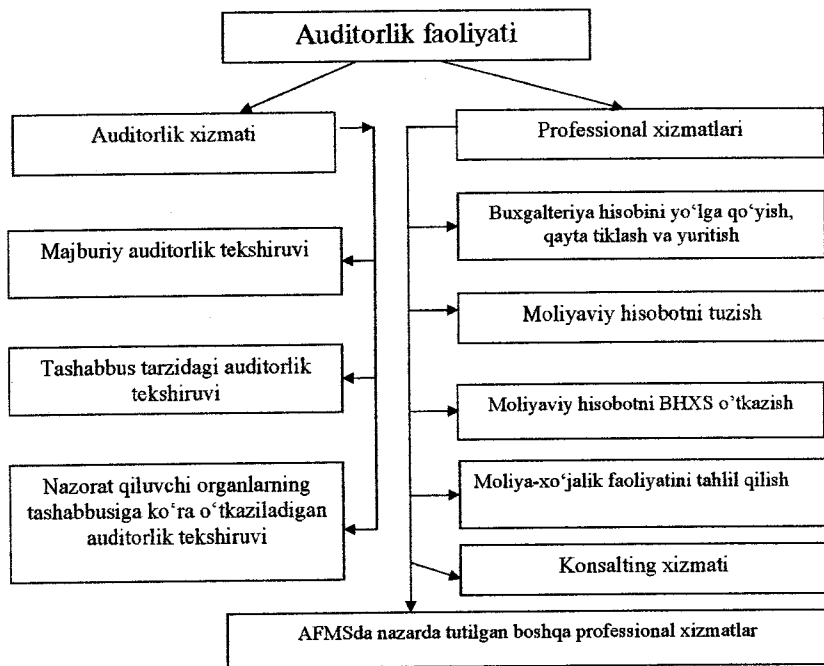 Auditorlik faoliyati
Auditorlik xizmati
Professional xizmatlari
Majburiy auditorlik tekshiruvi
Tashabbus tarzidagi auditorlik
tekshiruvi
Nazorat qiluvchi organlarning
tashabbusiga ko‘ra o‘tkaziladigan
auditorlik tekshiruvi
Buxgalteriya hisobini yo‘lga qo‘yish,
qayta tiklash va yuritish
Moliyaviy hisobotni tuzish
Moliyaviy hisobotni BHXS o’tkazish
Moliya-xo‘jalik faoliyatini tahlil qilish
Konsalting xizmati
AFMSda nazarda tutilgan boshqa professional xizmatlar